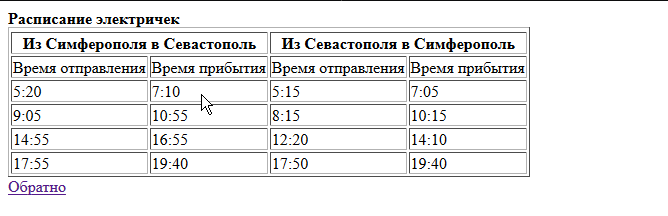 Расписание электричек
Из Симферополя в Севастополь Из Севастополя в Симферополь
Время отправления Время прибытия Время отправления Время прибытия
5:20 7:10 5:15 7:05
9:05 10:55 8:15 10:15
14:55 16:55 12:20 14:10
17:55 19:40 17:50 19:40
Обратно